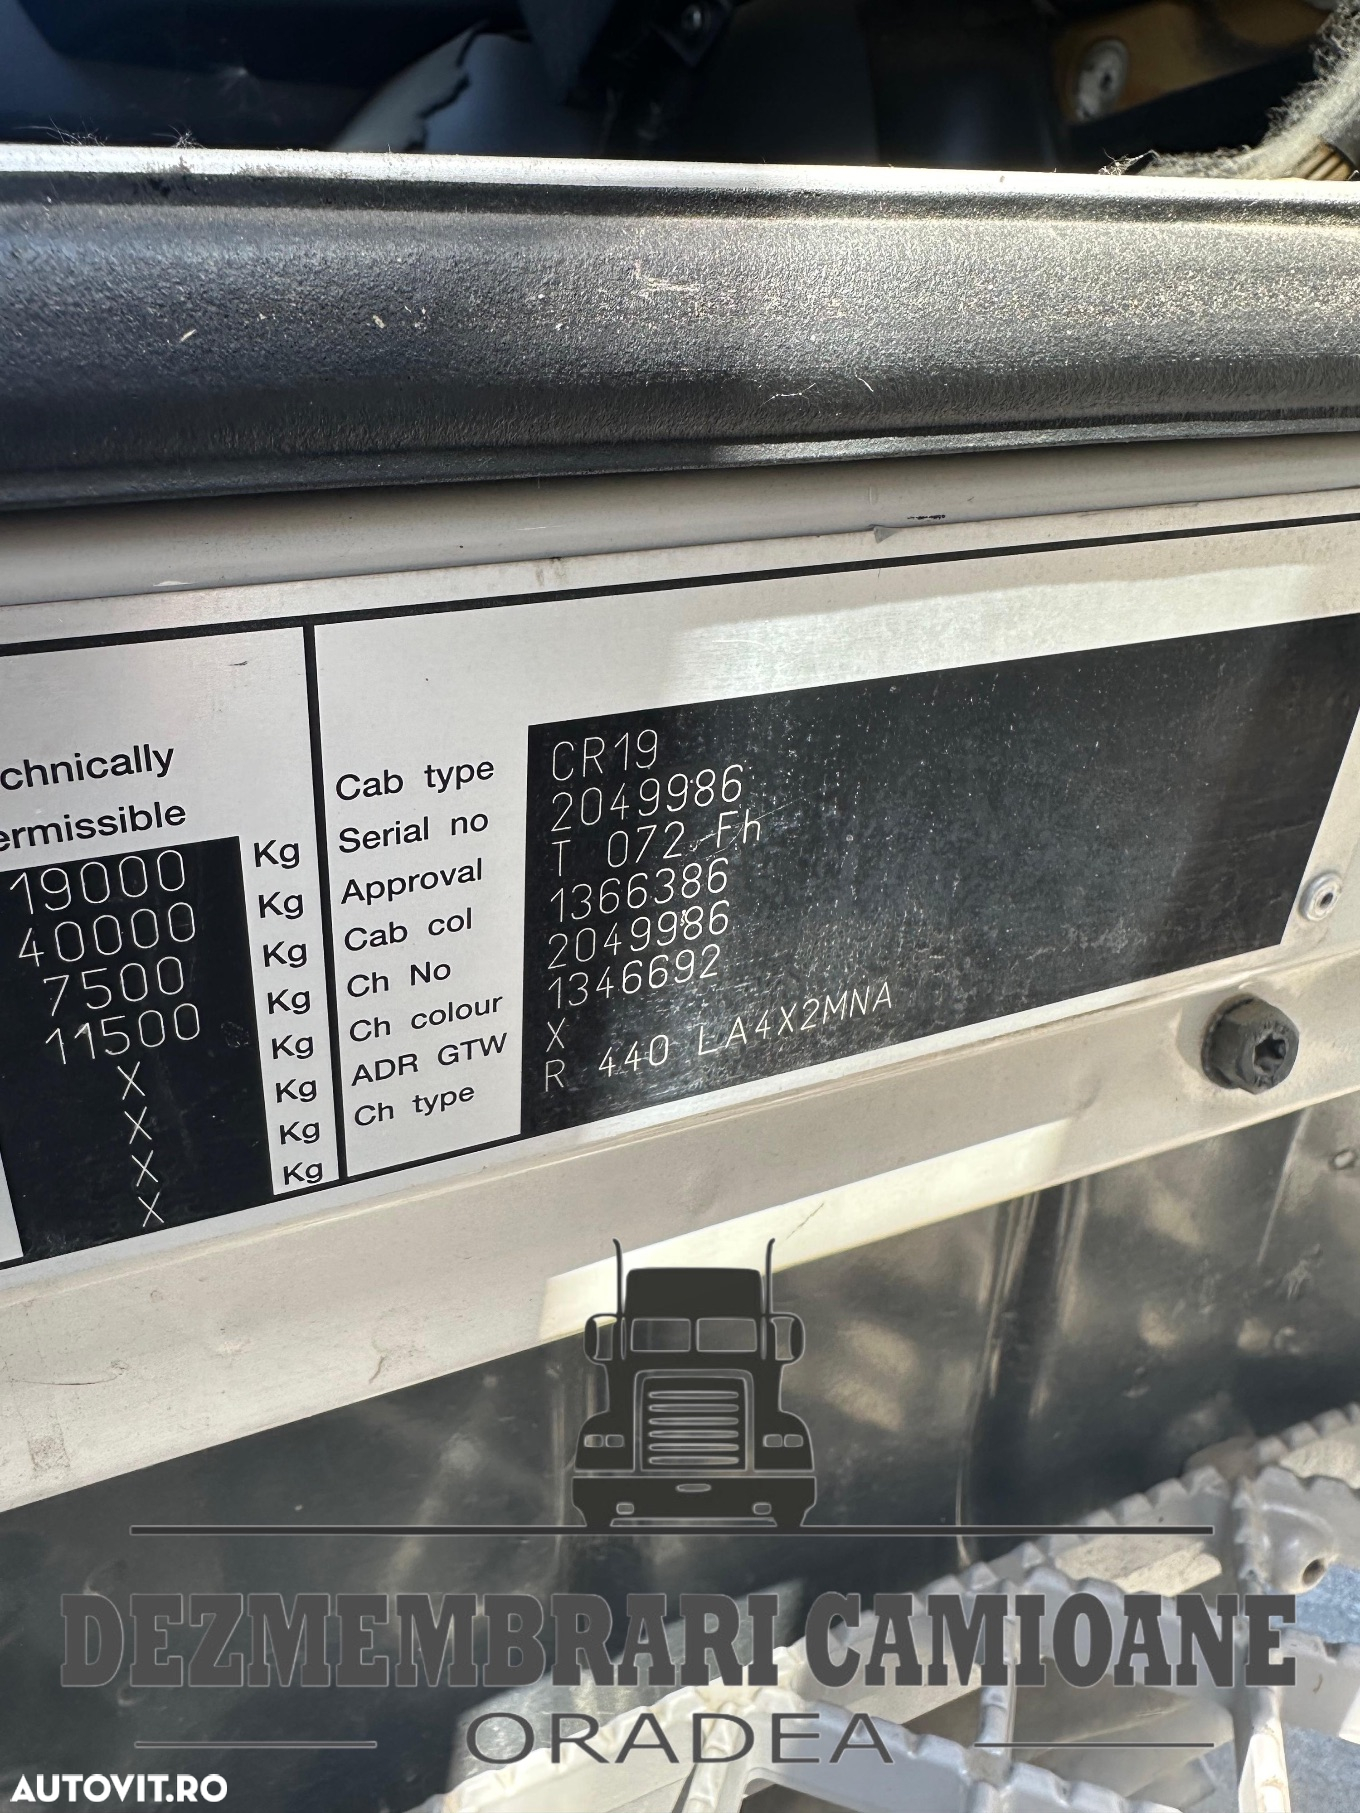 chnically
ermissible
19000 Kg
40000 Kg
7500 Kg
11500 Kg
X Kg
X Kg
X Kg
X Kg
Cab type CR19
Serial no 2049986
Approval T 072 Fh
Cab col 1366386
Ch No 2049986
Ch colour 1346692
ADR GTW X
Ch type R 440 LA4X2MNA
DEZMEMBRARI CAMIOANE
ORADEA
AUTOVIT.RO